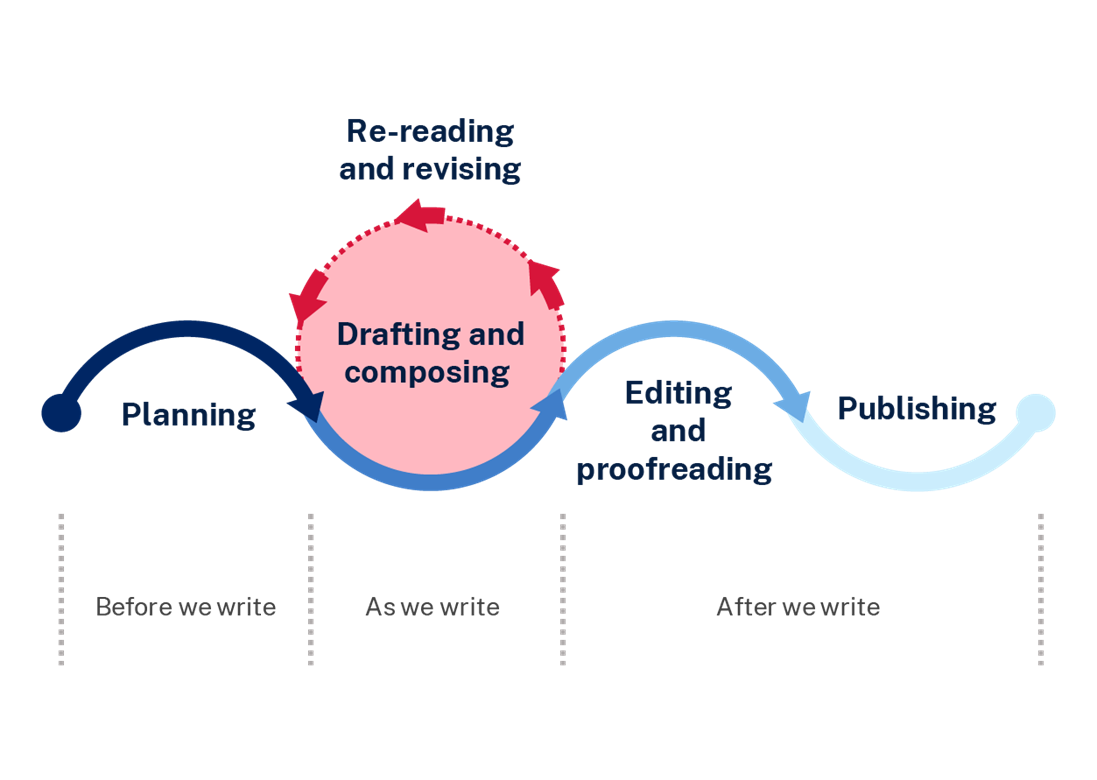 Re-reading
and revising
Drafting and
composing
Planning
Editing
and
proofreading
Publishing
Before we write
As we write
After we write